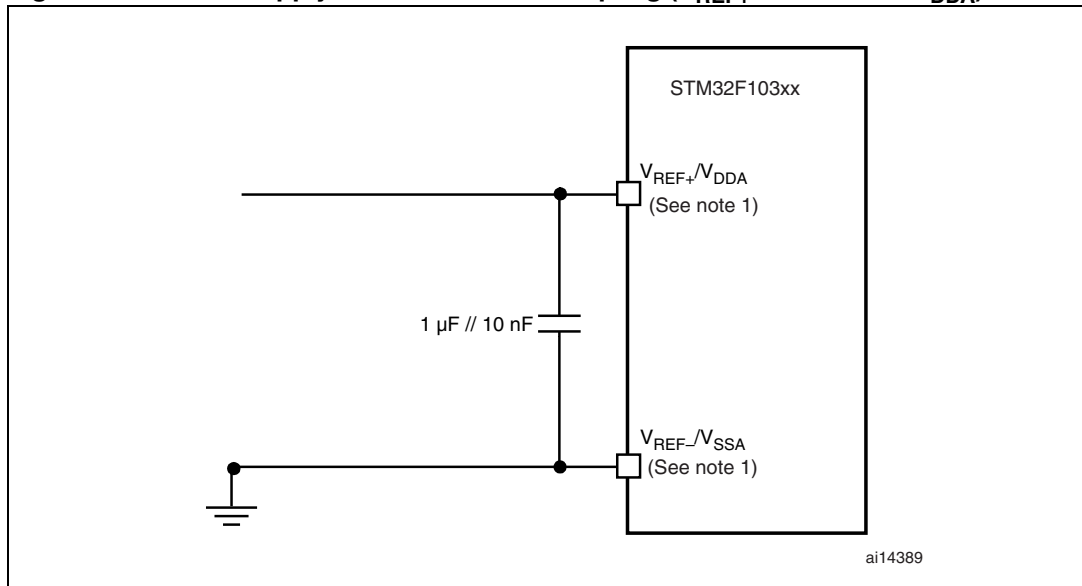 STM32F103xx
VREF+/VDDA
(See note 1)
1 µF // 10 nF
VREF–/VSSA
(See note 1)
ai14389